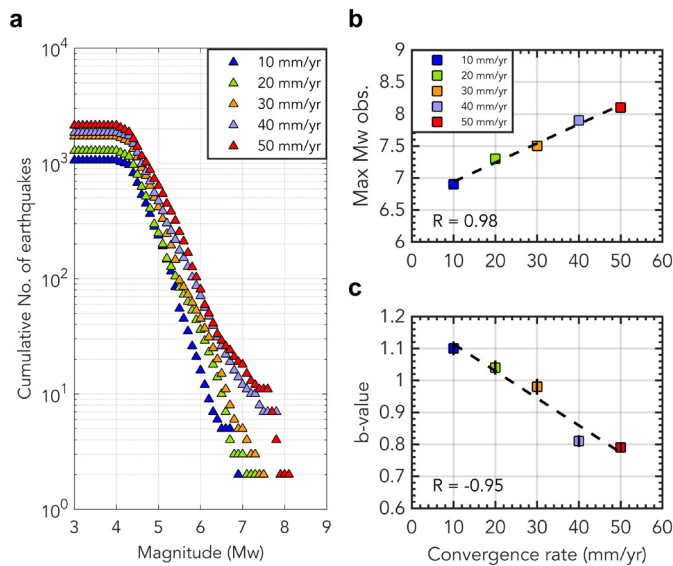 a
10^4
10^3
10^2
10^1
10^0
Cumulative No. of earthquakes
10 mm/yr
20 mm/yr
30 mm/yr
40 mm/yr
50 mm/yr
3 4 5 6 7 8 9
Magnitude (Mw)
b
9
8.5
8
7.5
7
6.5
6
Max Mw obs.
10 mm/yr
20 mm/yr
30 mm/yr
40 mm/yr
50 mm/yr
R = 0.98
0 10 20 30 40 50 60
c
1.2
1.1
1
0.9
0.8
0.7
0.6
b-value
R = -0.95
0 10 20 30 40 50 60
Convergence rate (mm/yr)